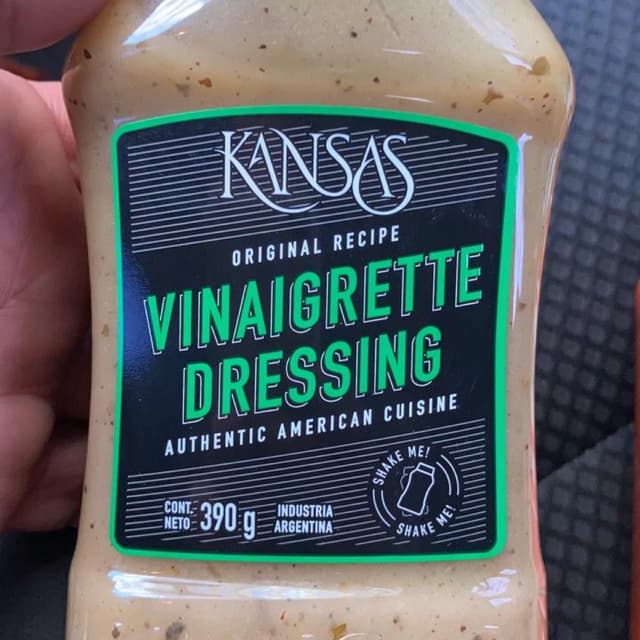 KANSAS
ORIGINAL RECIPE
VINAIGRETTE
DRESSING
AUTHENTIC AMERICAN CUISINE
CONT. NETO 390 g
INDUSTRIA ARGENTINA
SHAKE ME!
SHAKE ME!